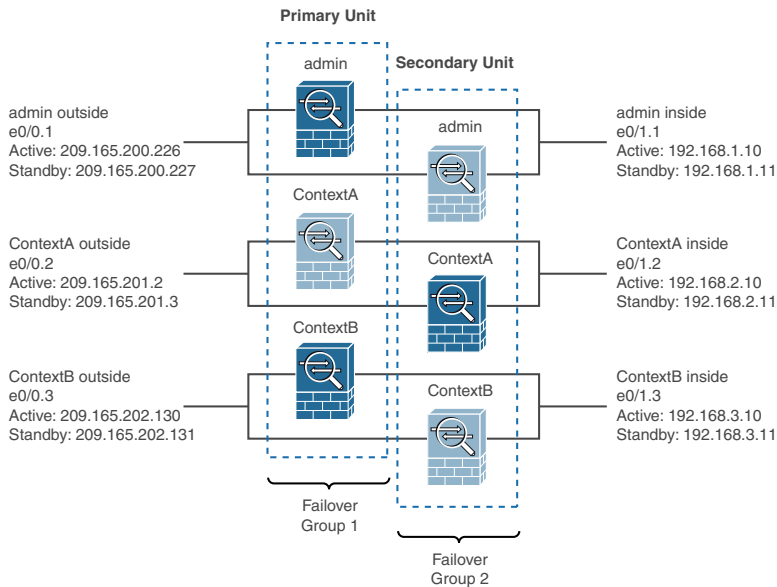 Primary Unit
admin
Secondary Unit
admin outside
e0/0.1
Active: 209.165.200.226
Standby: 209.165.200.227
admin
admin inside
e0/1.1
Active: 192.168.1.10
Standby: 192.168.1.11
ContextA
ContextA outside
e0/0.2
Active: 209.165.201.2
Standby: 209.165.201.3
ContextA
ContextA inside
e0/1.2
Active: 192.168.2.10
Standby: 192.168.2.11
ContextB
ContextB outside
e0/0.3
Active: 209.165.202.130
Standby: 209.165.202.131
ContextB
ContextB inside
e0/1.3
Active: 192.168.3.10
Standby: 192.168.3.11
Failover
Group 1
Failover
Group 2